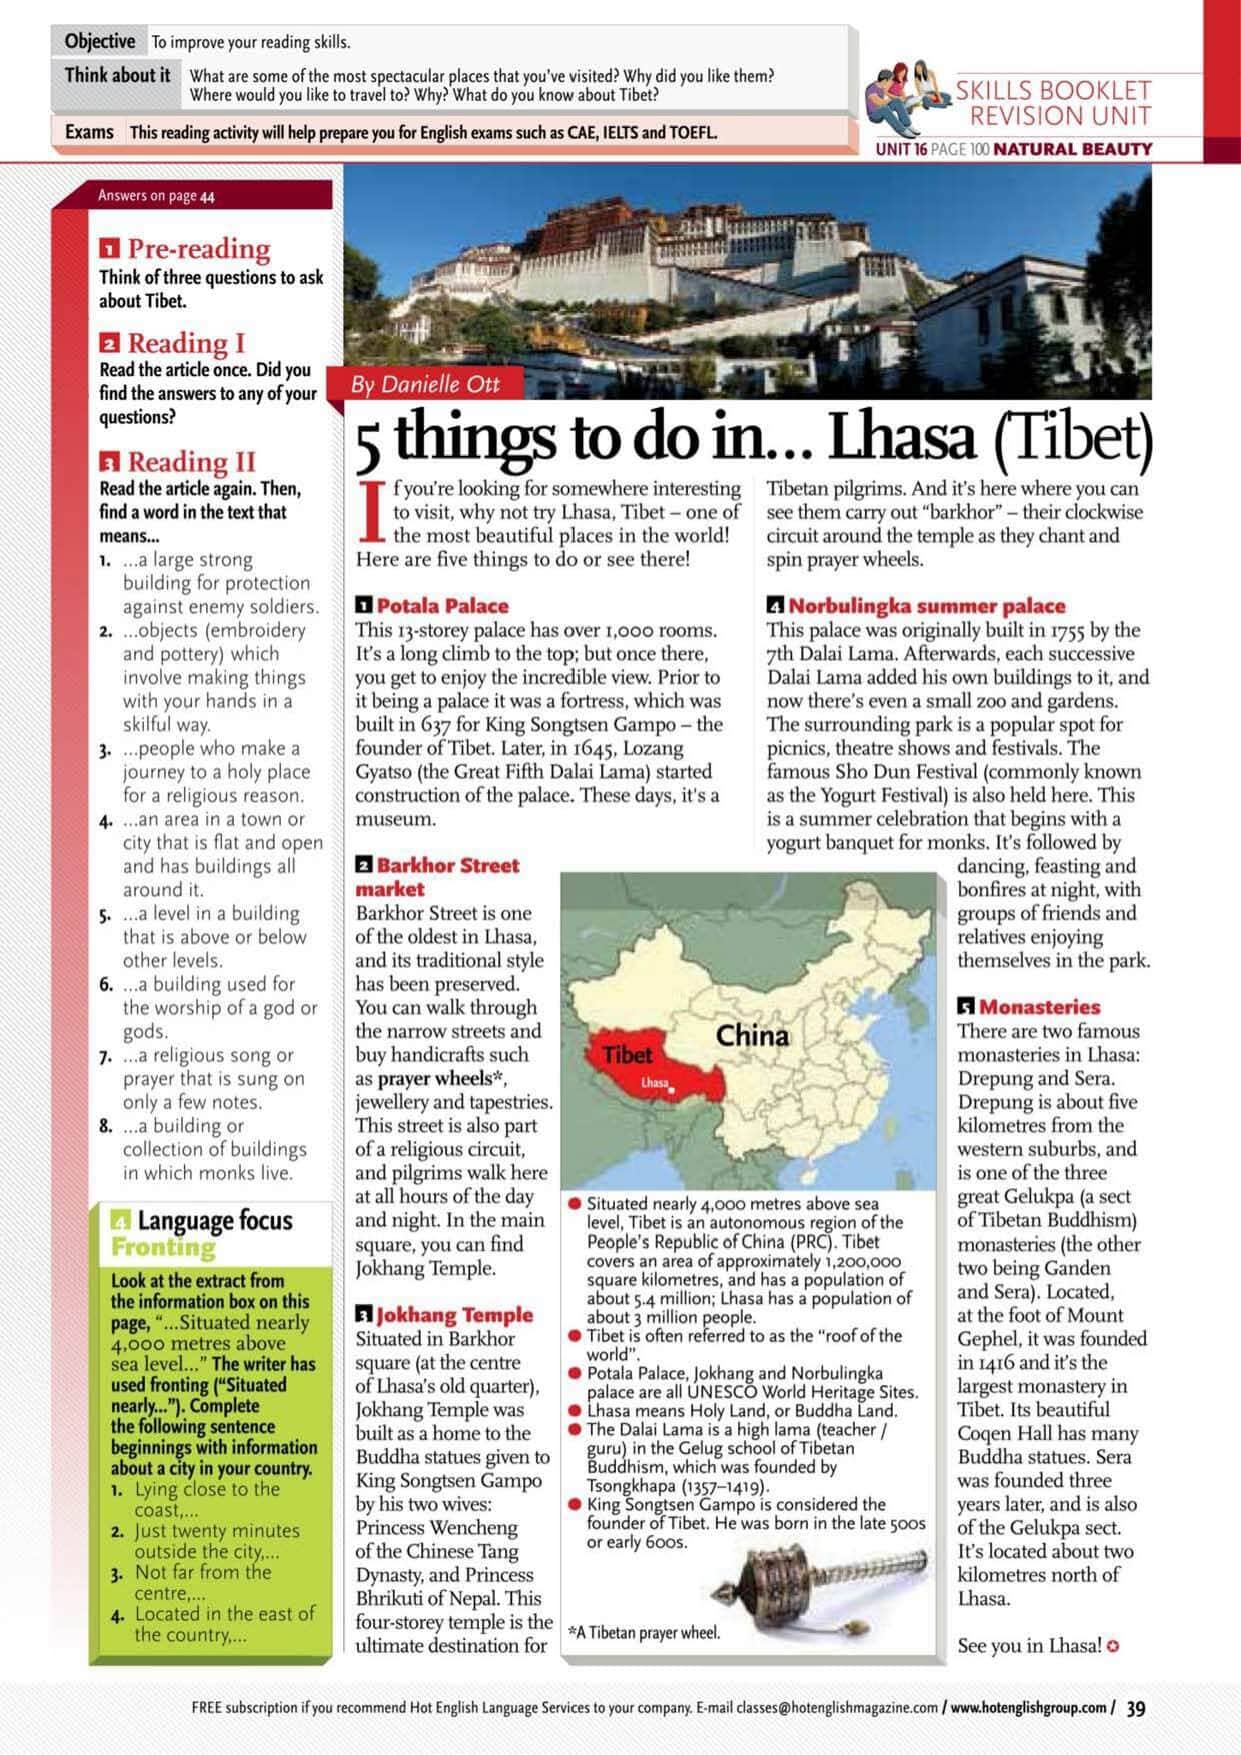 Objective To improve your reading skills.
Think about it What are some of the most spectacular places that you've visited? Why did you like them?
Where would you like to travel to? Why? What do you know about Tibet?
Exams This reading activity will help prepare you for English exams such as CAE, IELTS and TOEFL.
SKILLS BOOKLET
REVISION UNIT
UNIT 16 PAGE 100 NATURAL BEAUTY
Answers on page 44
1 Pre-reading
Think of three questions to ask
about Tibet.
2 Reading I
Read the article once. Did you
find the answers to any of your
questions?
3 Reading II
Read the article again. Then,
find a word in the text that
means...
1. ...a large strong
building for protection
against enemy soldiers.
2. ...objects (embroidery
and pottery) which
involve making things
with your hands in a
skilful way.
3. ...people who make a
journey to a holy place
for a religious reason.
4. ...an area in a town or
city that is flat and open
and has buildings all
around it.
5. ...a level in a building
that is above or below
other levels.
6. ...a building used for
the worship of a god or
gods.
7. ...a religious song or
prayer that is sung on
only a few notes.
8. ...a building or
collection of buildings
in which monks live.
4 Language focus
Fronting
Look at the extract from
the information box on this
page, "...Situated nearly
4,000 metres above
sea level..." The writer has
used fronting ("Situated
nearly..."). Complete
the following sentence
beginnings with information
about a city in your country.
1. Lying close to the
coast,...
2. Just twenty minutes
outside the city,...
3. Not far from the
centre,...
4. Located in the east of
the country,...
By Danielle Ott
5 things to do in... Lhasa (Tibet)
If you're looking for somewhere interesting
to visit, why not try Lhasa, Tibet – one of
the most beautiful places in the world!
Here are five things to do or see there!
1 Potala Palace
This 13-storey palace has over 1,000 rooms.
It's a long climb to the top; but once there,
you get to enjoy the incredible view. Prior to
it being a palace it was a fortress, which was
built in 637 for King Songtsen Gampo – the
founder of Tibet. Later, in 1645, Lozang
Gyatso (the Great Fifth Dalai Lama) started
construction of the palace. These days, it's a
museum.
2 Barkhor Street
market
Barkhor Street is one
of the oldest in Lhasa,
and its traditional style
has been preserved.
You can walk through
the narrow streets and
buy handicrafts such
as prayer wheels*,
jewellery and tapestries.
This street is also part
of a religious circuit,
and pilgrims walk here
at all hours of the day
and night. In the main
square, you can find
Jokhang Temple.
3 Jokhang Temple
Situated in Barkhor
square (at the centre
of Lhasa's old quarter),
Jokhang Temple was
built as a home to the
Buddha statues given to
King Songtsen Gampo
by his two wives:
Princess Wencheng
of the Chinese Tang
Dynasty, and Princess
Bhrikuti of Nepal. This
four-storey temple is the
ultimate destination for
Tibetan pilgrims. And it's here where you can
see them carry out "barkhor" – their clockwise
circuit around the temple as they chant and
spin prayer wheels.
4 Norbulingka summer palace
This palace was originally built in 1755 by the
7th Dalai Lama. Afterwards, each successive
Dalai Lama added his own buildings to it, and
now there's even a small zoo and gardens.
The surrounding park is a popular spot for
picnics, theatre shows and festivals. The
famous Sho Dun Festival (commonly known
as the Yogurt Festival) is also held here. This
is a summer celebration that begins with a
yogurt banquet for monks. It's followed by
dancing, feasting and
bonfires at night, with
groups of friends and
relatives enjoying
themselves in the park.
5 Monasteries
There are two famous
monasteries in Lhasa:
Drepung and Sera.
Drepung is about five
kilometres from the
western suburbs, and
is one of the three
great Gelukpa (a sect
of Tibetan Buddhism)
monasteries (the other
two being Ganden
and Sera). Located,
at the foot of Mount
Gephel, it was founded
in 1416 and it's the
largest monastery in
Tibet. Its beautiful
Coqen Hall has many
Buddha statues. Sera
was founded three
years later, and is also
of the Gelukpa sect.
It's located about two
kilometres north of
Lhasa.
See you in Lhasa!
China
Tibet
Lhasa
Situated nearly 4,000 metres above sea
level, Tibet is an autonomous region of the
People's Republic of China (PRC). Tibet
covers an area of approximately 1,200,000
square kilometres, and has a population of
about 5.4 million; Lhasa has a population of
about 3 million people.
Tibet is often referred to as the "roof of the
world".
Potala Palace, Jokhang and Norbulingka
palace are all UNESCO World Heritage Sites.
Lhasa means Holy Land, or Buddha Land.
The Dalai Lama is a high lama (teacher /
guru) in the Gelug school of Tibetan
Buddhism, which was founded by
Tsongkhapa (1357–1419).
King Songtsen Gampo is considered the
founder of Tibet. He was born in the late 500s
or early 600s.
*A Tibetan prayer wheel.
FREE subscription if you recommend Hot English Language Services to your company. E-mail classes@hotenglishmagazine.com / www.hotenglishgroup.com / 39